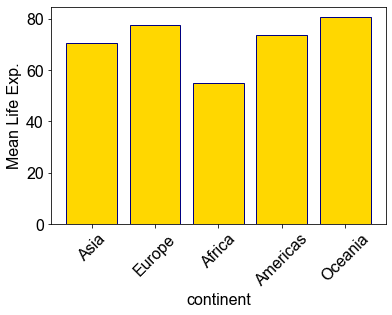 80
60
40
20
0
Mean Life Exp.
Asia
Europe
Africa
Americas
Oceania
continent